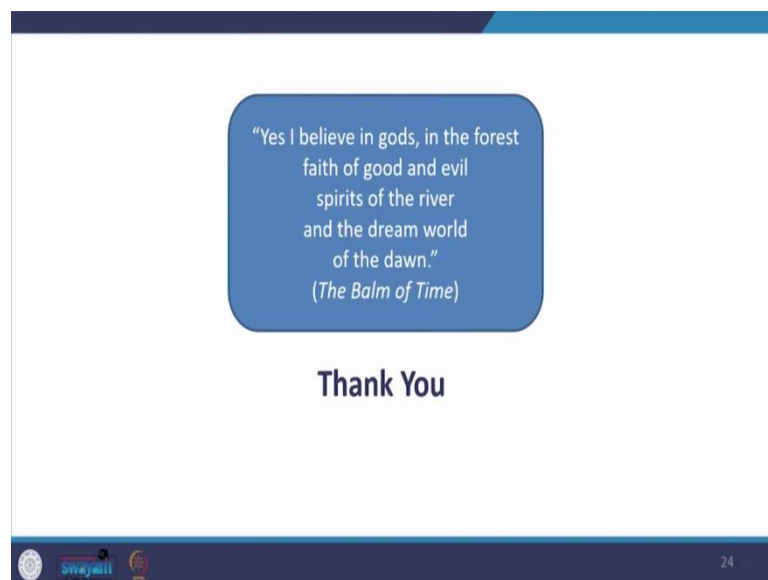 “Yes I believe in gods, in the forest
faith of good and evil
spirits of the river
and the dream world
of the dawn.”
(The Balm of Time)
Thank You
swayam
24